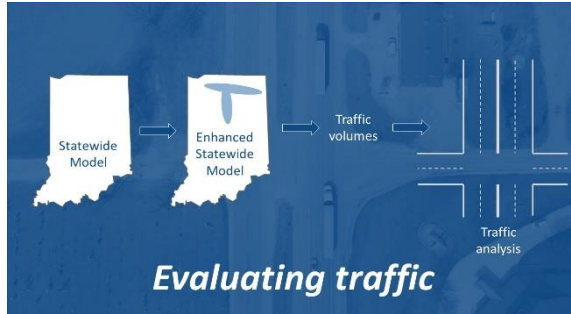 Statewide
Model
Enhanced
Statewide
Model
Traffic
volumes
Traffic
analysis
Evaluating traffic